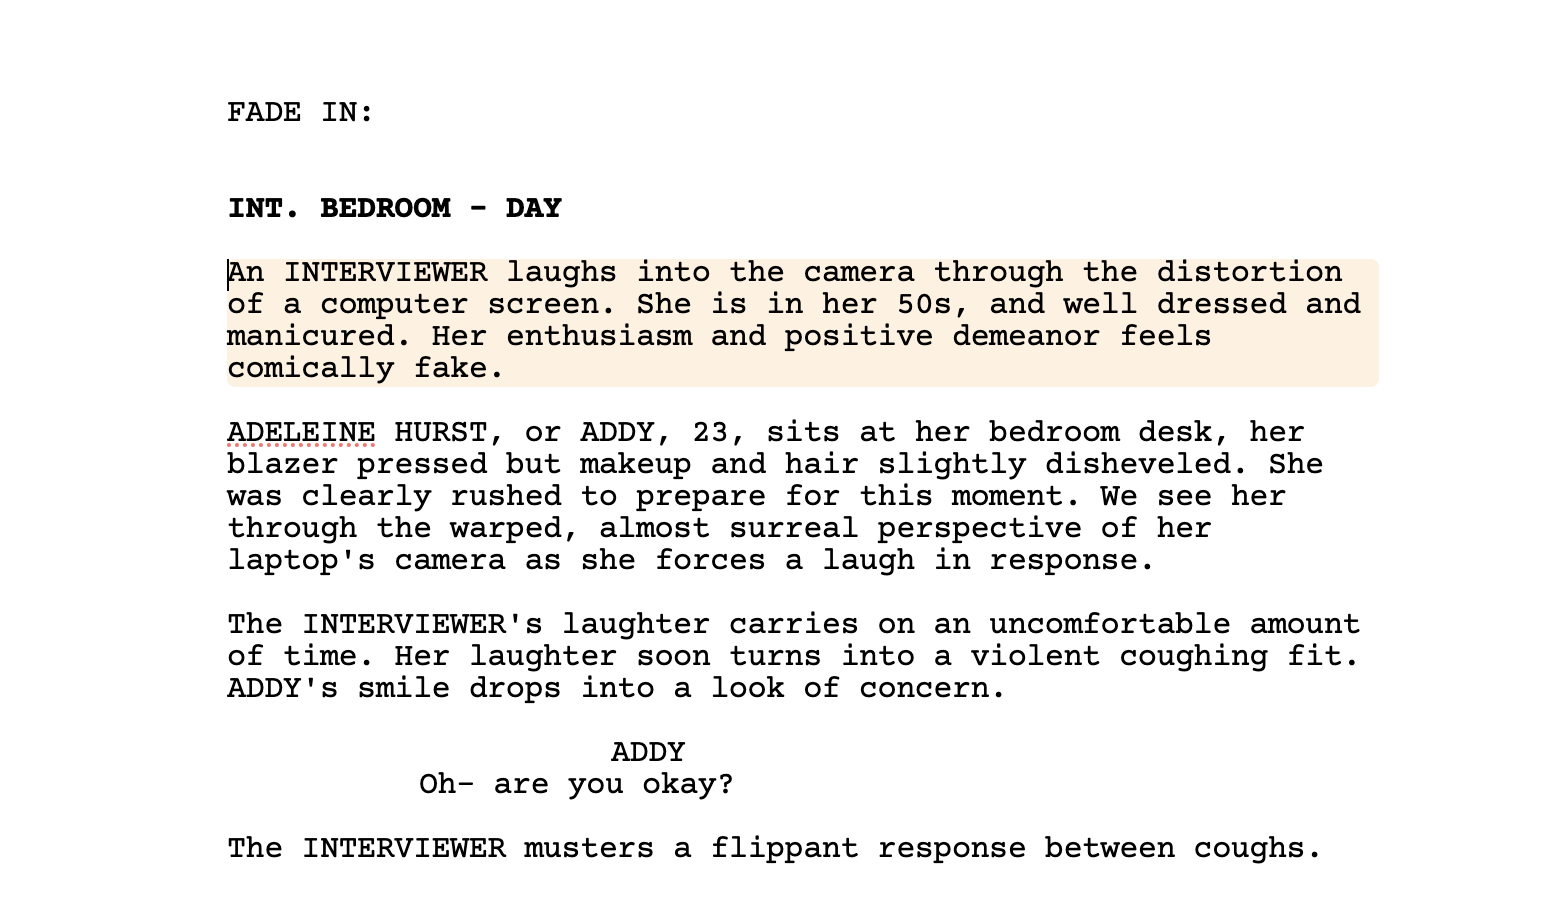 FADE IN:
INT. BEDROOM - DAY
An INTERVIEWER laughs into the camera through the distortion
of a computer screen. She is in her 50s, and well dressed and
manicured. Her enthusiasm and positive demeanor feels
comically fake.
ADELEINE HURST, or ADDY, 23, sits at her bedroom desk, her
blazer pressed but makeup and hair slightly disheveled. She
was clearly rushed to prepare for this moment. We see her
through the warped, almost surreal perspective of her
laptop's camera as she forces a laugh in response.
The INTERVIEWER's laughter carries on an uncomfortable amount
of time. Her laughter soon turns into a violent coughing fit.
ADDY's smile drops into a look of concern.
ADDY
Oh- are you okay?
The INTERVIEWER musters a flippant response between coughs.